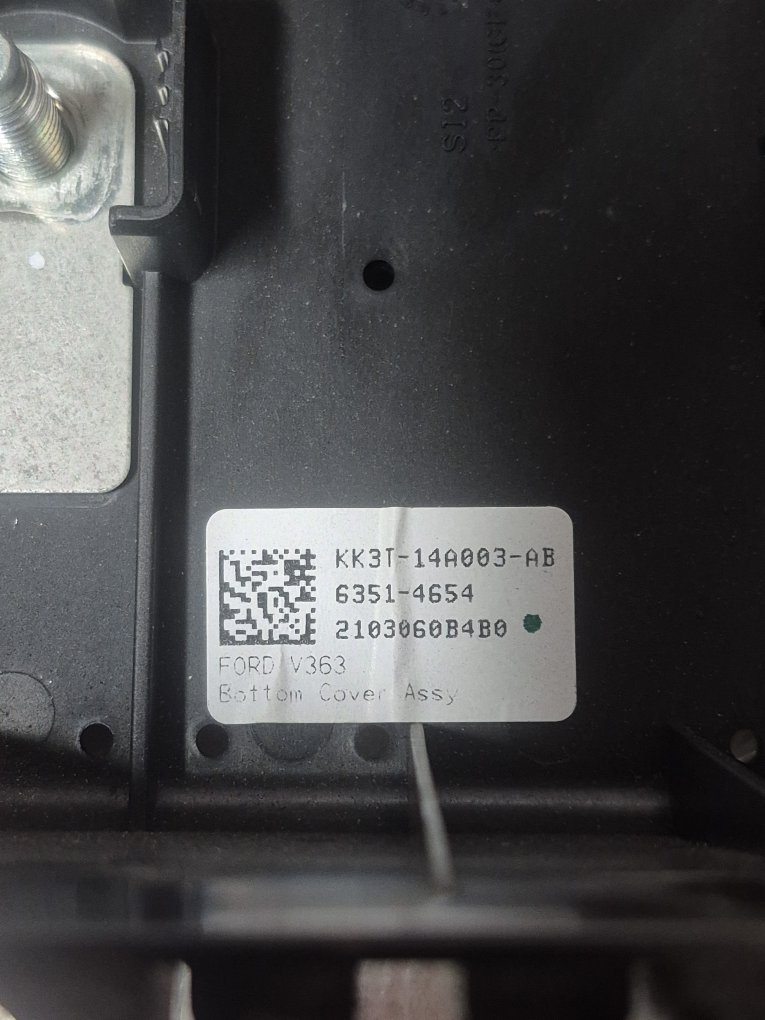 S12
KK3T-14A003-AB
6351-4654
2103060B4B0
FORD V363
Bottom Cover Assy